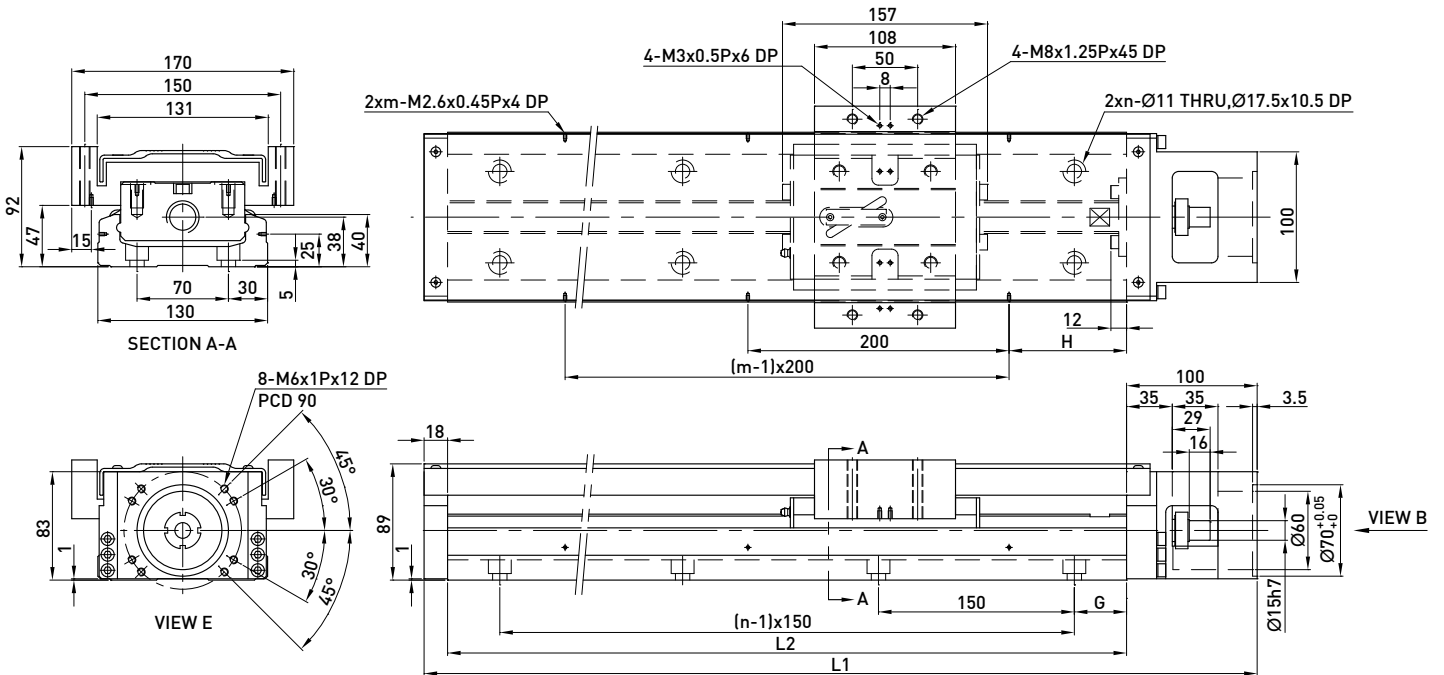 170
150
131
92
47
15
25
38
40
5
70
30
130
SECTION A-A
157
108
50
8
4-M3x0.5Px6 DP
4-M8x1.25Px45 DP
2xm-M2.6x0.45Px4 DP
2xn-Ø11 THRU,Ø17.5x10.5 DP
100
12
200
H
(m-1)x200
8-M6x1Px12 DP
PCD 90
45°
30°
30°
45°
83
1
VIEW E
18
89
1
A
A
150
G
(n-1)x150
L2
L1
100
35
35
3.5
29
16
Ø60
Ø70+0.05
+0
Ø15h7
VIEW B